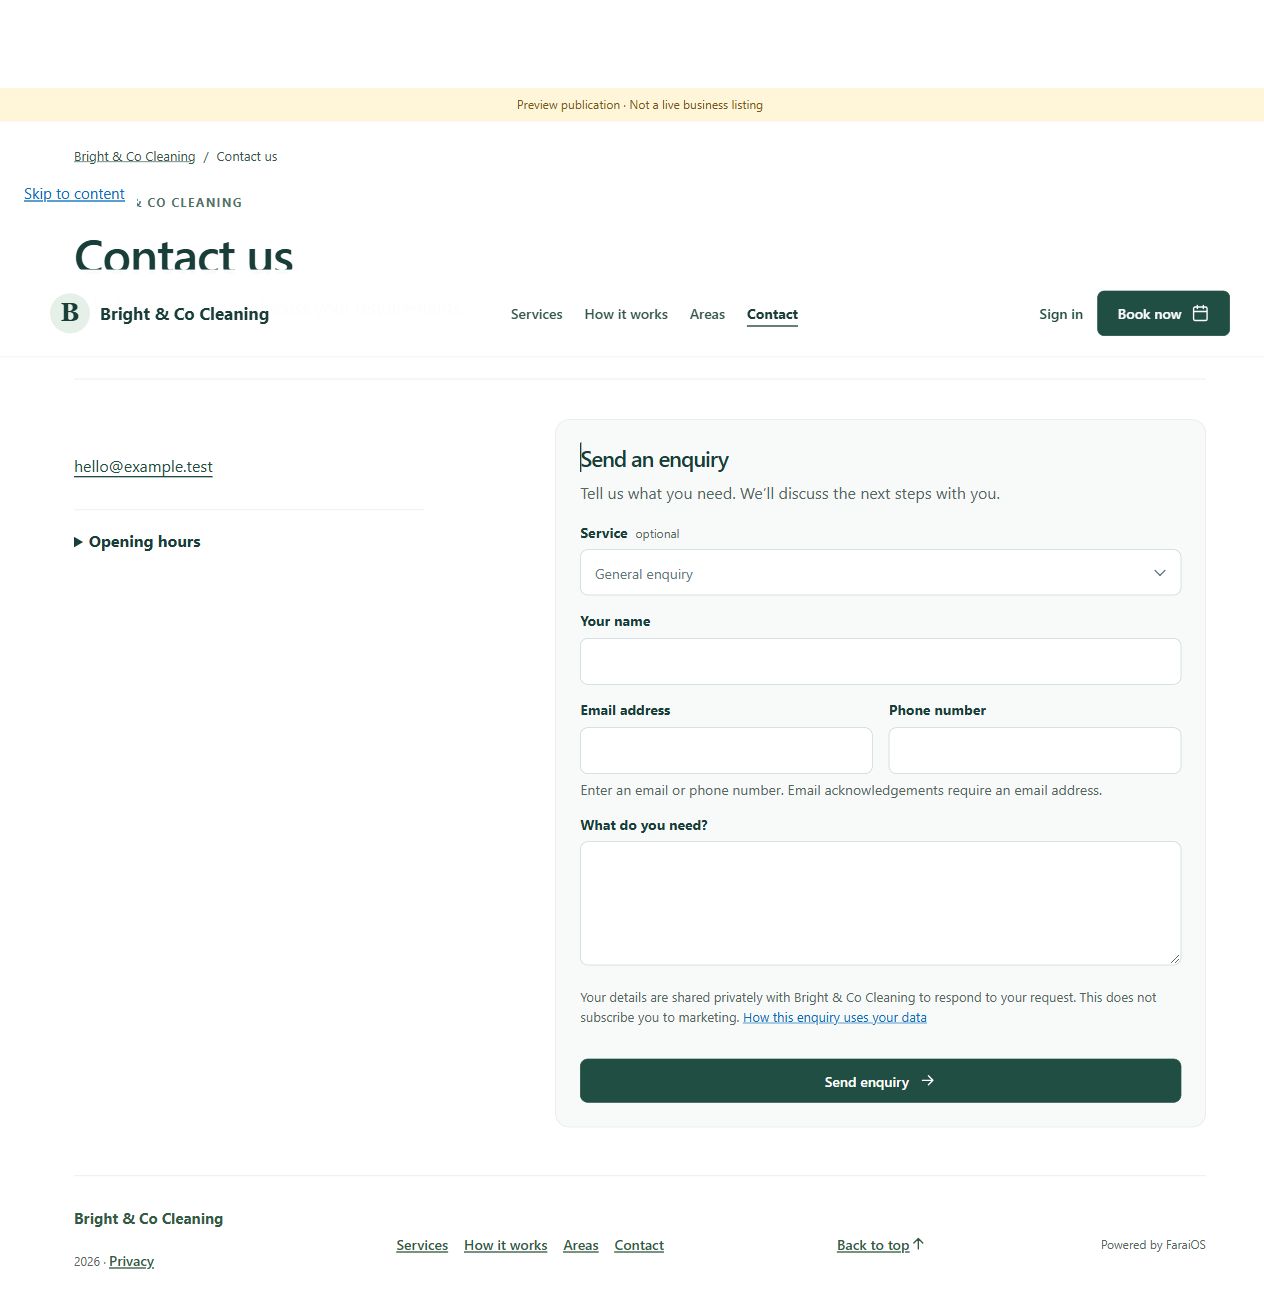 Preview publication · Not a live business listing
Bright & Co Cleaning / Contact us
Skip to content
& CO CLEANING
Contact us
B Bright & Co Cleaning
Services How it works Areas Contact
Sign in Book now
hello@example.test
Opening hours
Send an enquiry
Tell us what you need. We’ll discuss the next steps with you.
Service optional
General enquiry
Your name
Email address Phone number
Enter an email or phone number. Email acknowledgements require an email address.
What do you need?
Your details are shared privately with Bright & Co Cleaning to respond to your request. This does not
subscribe you to marketing. How this enquiry uses your data
Send enquiry
Bright & Co Cleaning
2026 · Privacy
Services How it works Areas Contact
Back to top
Powered by FaraiOS